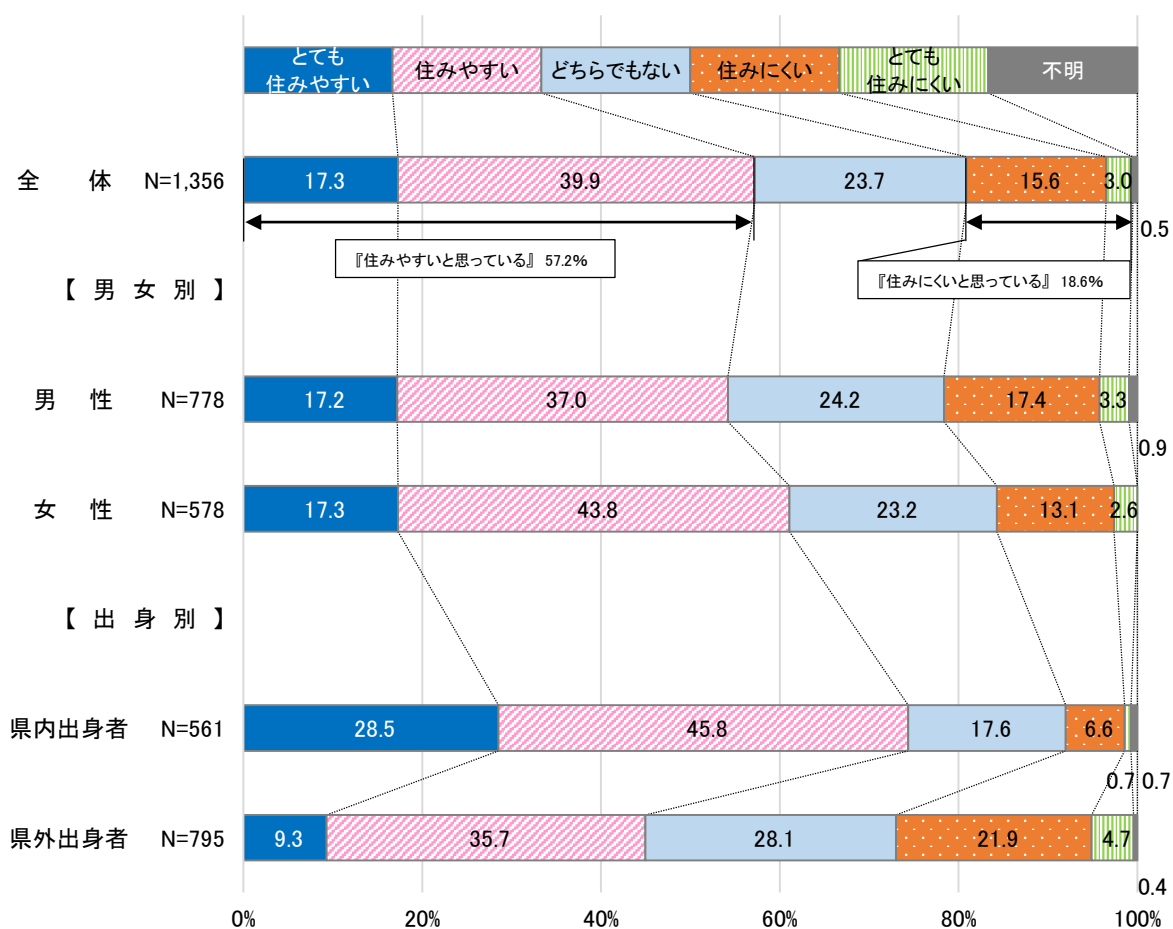 とても
住みやすい
住みやすい
どちらでもない
住みにくい
とても
住みにくい
不明
全　体 N=1,356
17.3 39.9 23.7 15.6 3.0
0.5
『住みやすいと思っている』 57.2%
『住みにくいと思っている』 18.6%
【 男 女 別 】
男　性 N=778
17.2 37.0 24.2 17.4 3.3
0.9
女　性 N=578
17.3 43.8 23.2 13.1 2.6
【 出 身 別 】
県内出身者 N=561
28.5 45.8 17.6 6.6
0.7 0.7
県外出身者 N=795
9.3 35.7 28.1 21.9 4.7
0.4
0% 20% 40% 60% 80% 100%